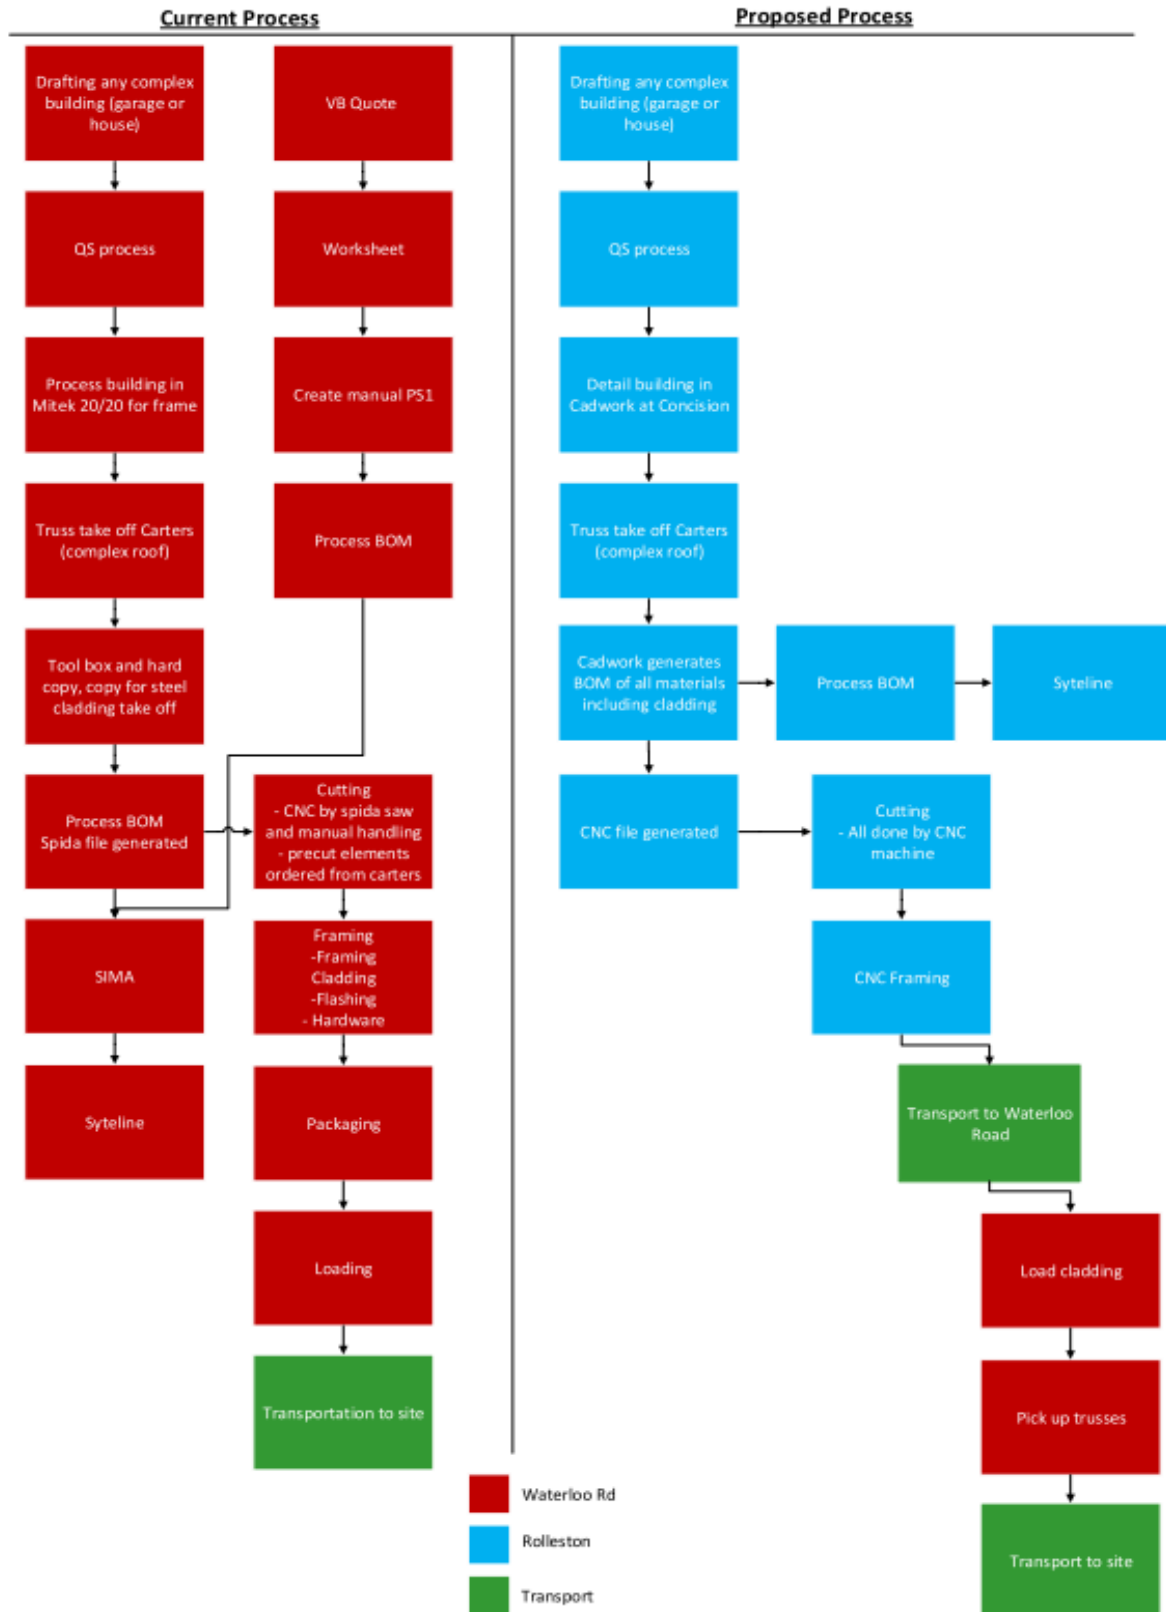 Current Process
Drafting any complex
building (garage or
house)
QS process
Process building in
Mitek 20/20 for frame
Truss take off Carters
(complex roof)
Tool box and hard
copy, copy for steel
cladding take off
Process BOM
Spida file generated
SIMA
Syteline
VB Quote
Worksheet
Create manual PS1
Process BOM
Cutting
- CNC by spida saw
and manual handling
- precut elements
ordered from carters
Framing
-Framing
Cladding
-Flashing
- Hardware
Packaging
Loading
Transportation to site
Proposed Process
Drafting any complex
building (garage or
house)
QS process
Detail building in
Cadwork at Concision
Truss take off Carters
(complex roof)
Cadwork generates
BOM of all materials
including cladding
Process BOM
Syteline
CNC file generated
Cutting
- All done by CNC
machine
CNC Framing
Transport to Waterloo
Road
Load cladding
Pick up trusses
Transport to site
Waterloo Rd
Rolleston
Transport